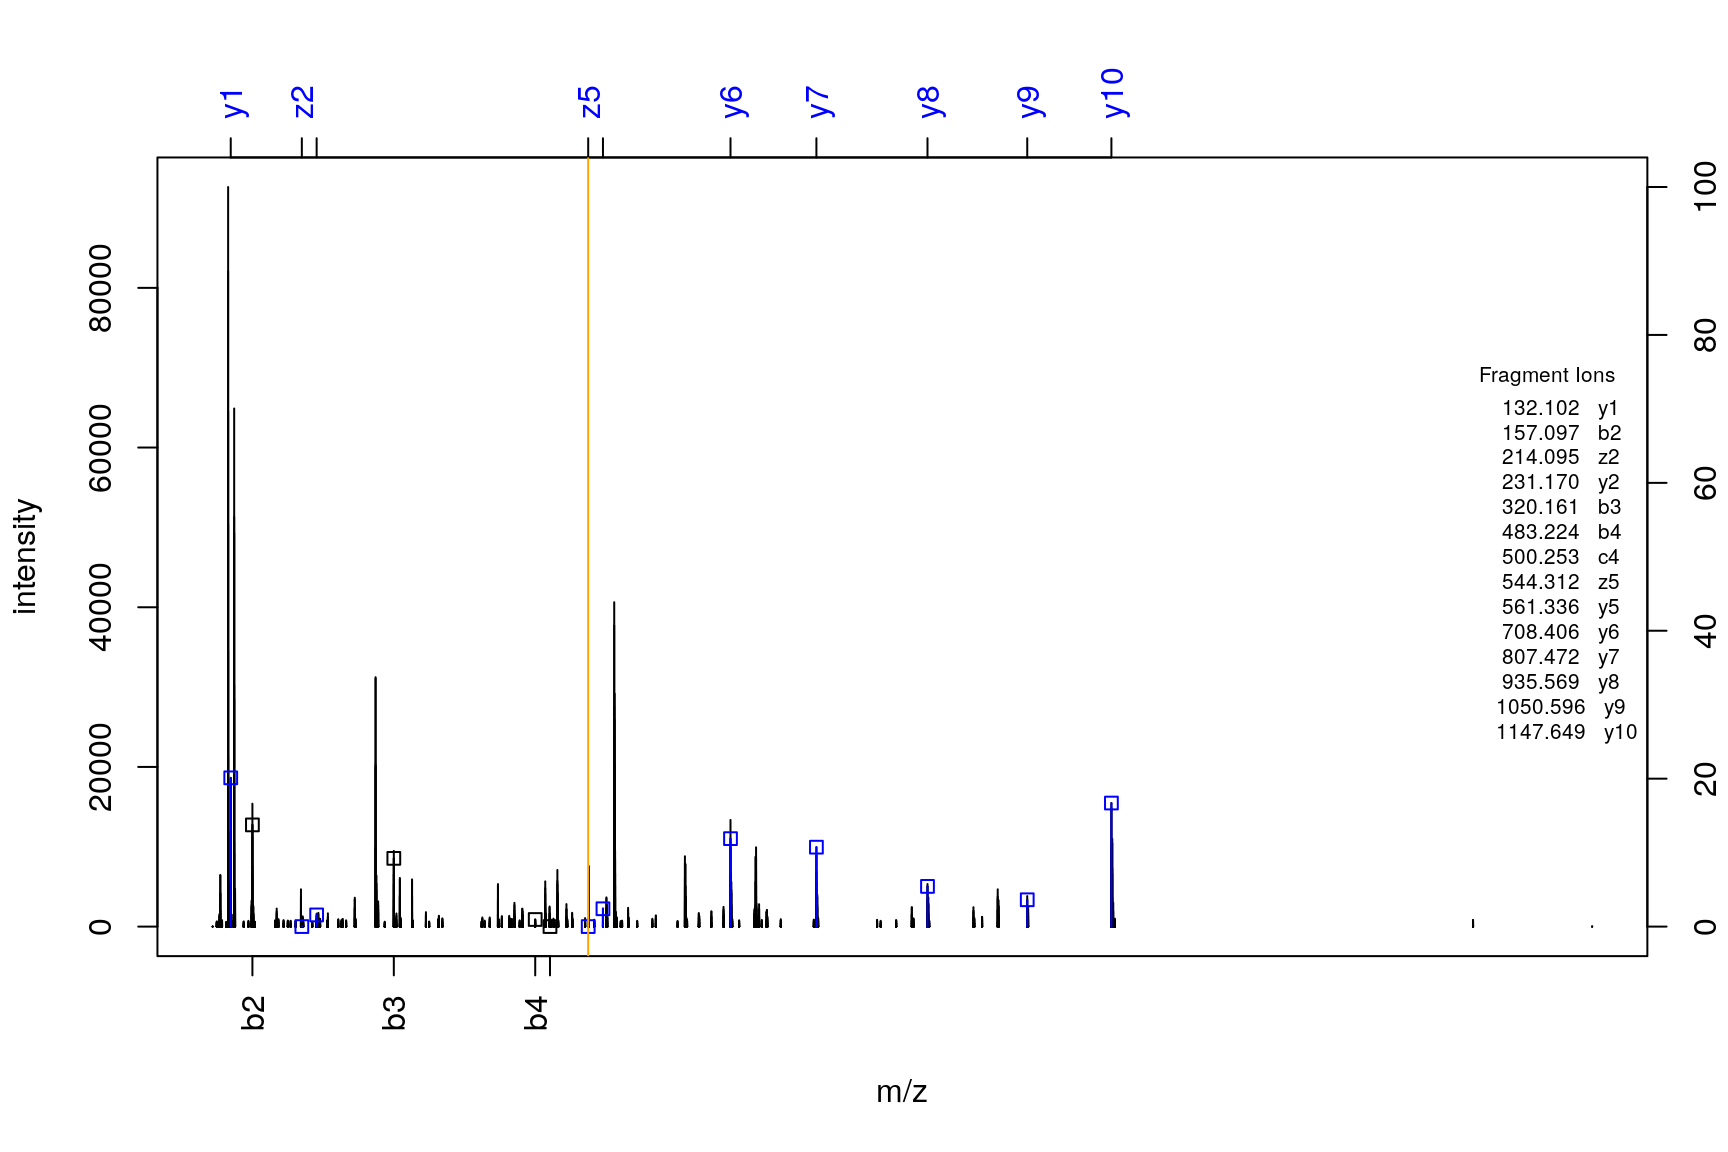 y1 z2 z5 y6 y7 y8 y9 y10
intensity
0 20000 40000 60000 80000
0 20 40 60 80 100
Fragment Ions
132.102 y1
157.097 b2
214.095 z2
231.170 y2
320.161 b3
483.224 b4
500.253 c4
544.312 z5
561.336 y5
708.406 y6
807.472 y7
935.569 y8
1050.596 y9
1147.649 y10
b2 b3 b4
m/z